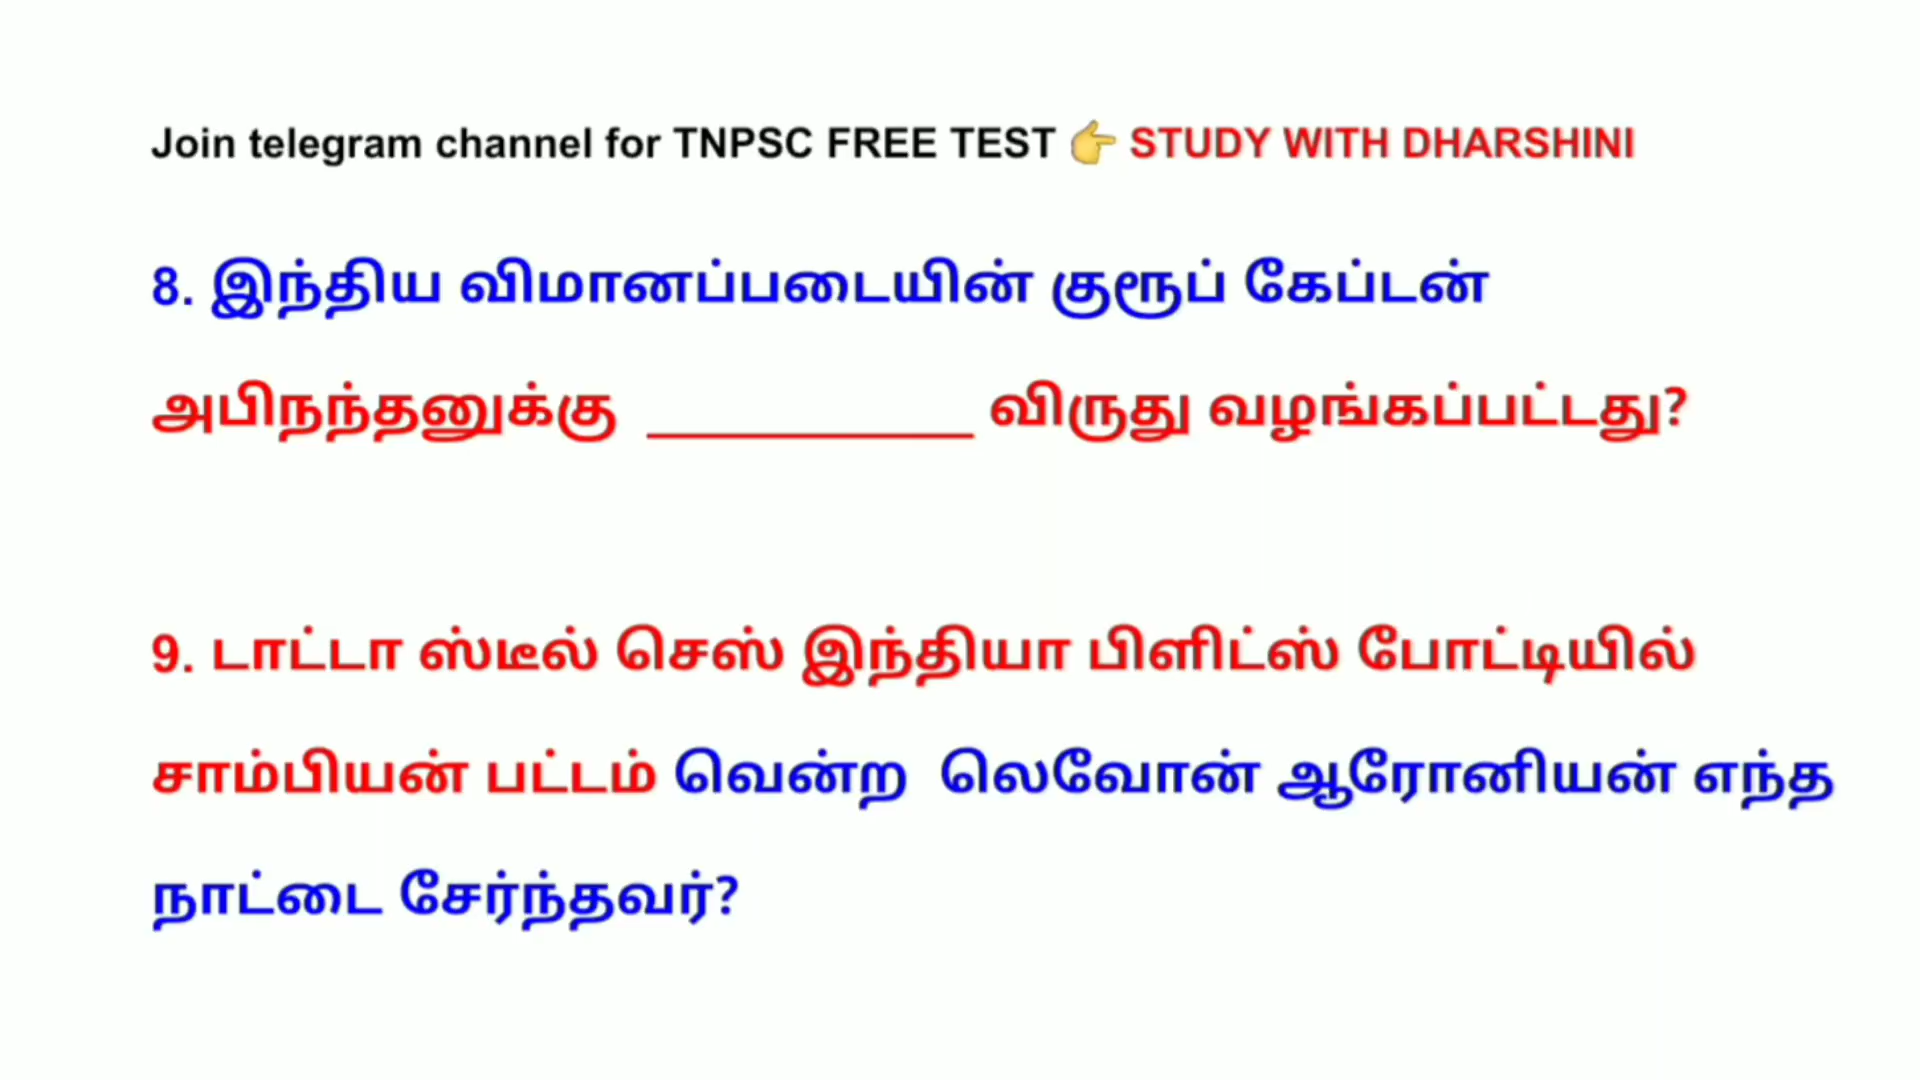 Join telegram channel for TNPSC FREE TEST 👉 STUDY WITH DHARSHINI
8. இந்திய விமானப்படையின் குரூப் கேப்டன்
அபிநந்தனுக்கு ____________ விருது வழங்கப்பட்டது?
9. டாட்டா ஸ்டீல் செஸ் இந்தியா பிளிட்ஸ் போட்டியில்
சாம்பியன் பட்டம் வென்ற லெவோன் ஆரோனியன் எந்த
நாட்டை சேர்ந்தவர்?